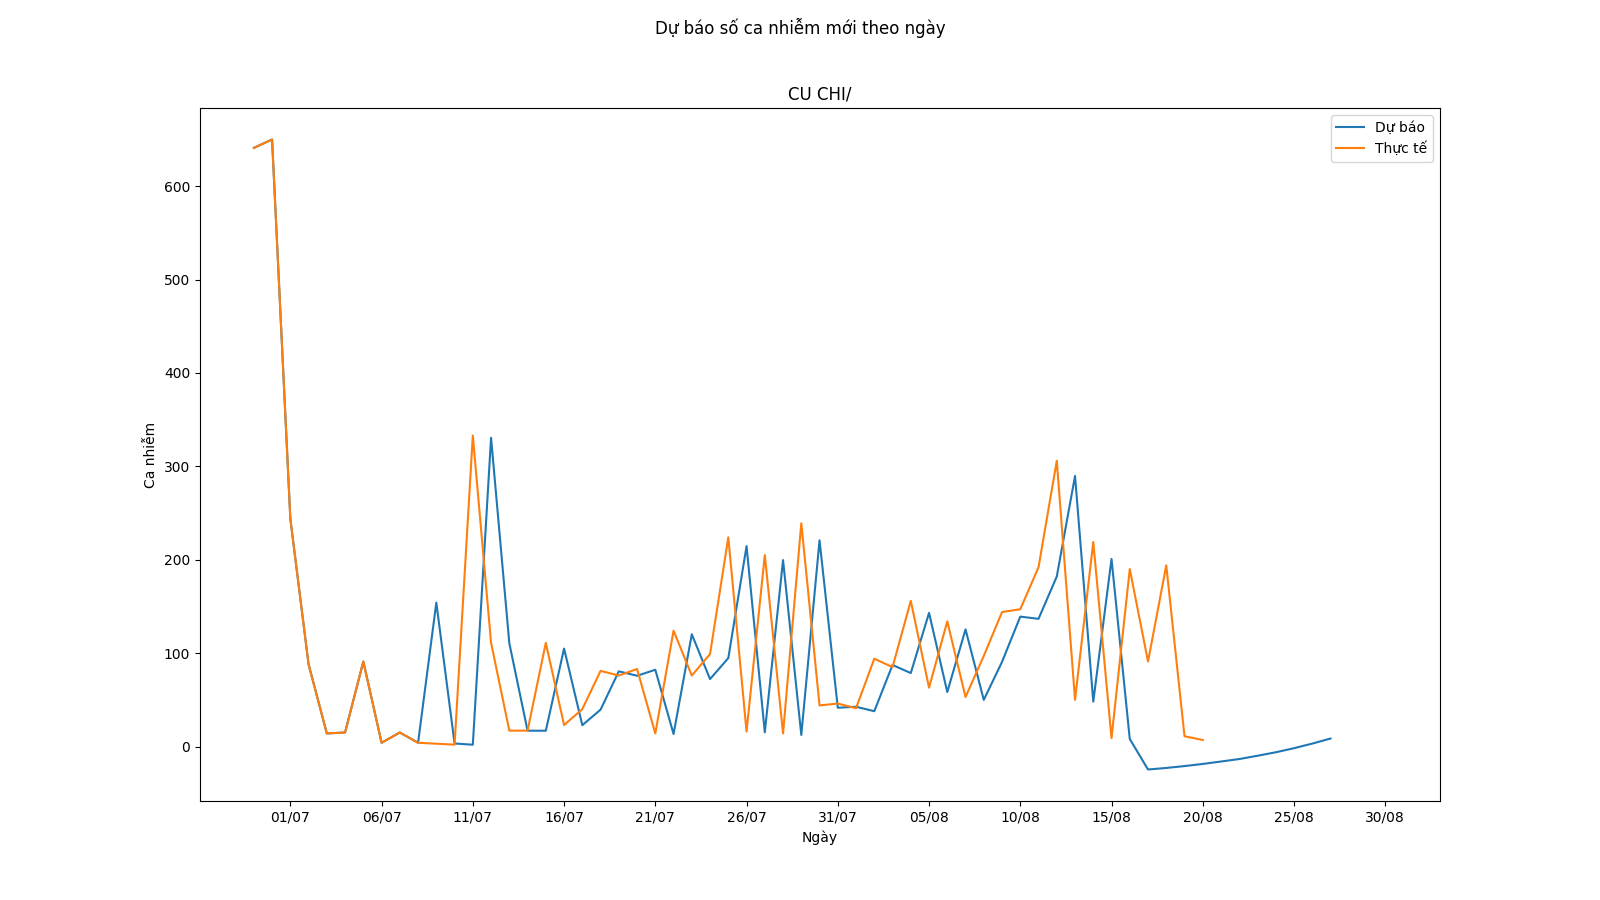 Dự báo số ca nhiễm mới theo ngày
CU CHI/
Dự báo
Thực tế
600
500
400
300
200
100
0
Ca nhiễm
01/07 06/07 11/07 16/07 21/07 26/07 31/07 05/08 10/08 15/08 20/08 25/08 30/08
Ngày